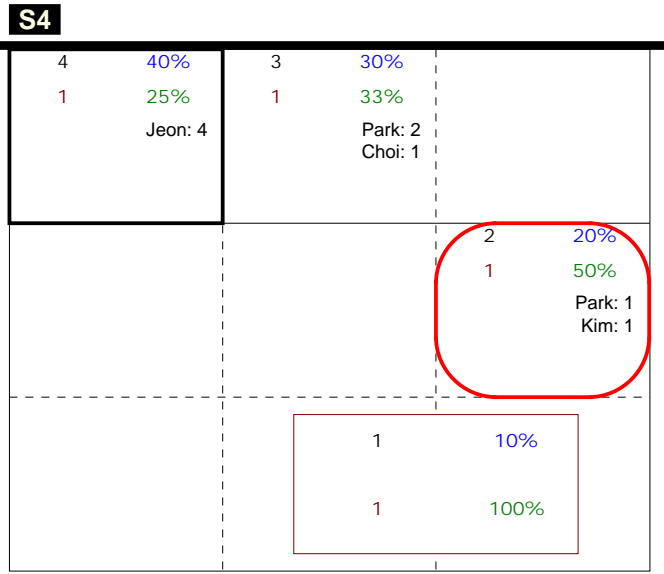 S4
4 40% 3 30%
1 25% 1 33%
Jeon: 4 Park: 2
Choi: 1
2 20%
1 50%
Park: 1
Kim: 1
1 10%
1 100%